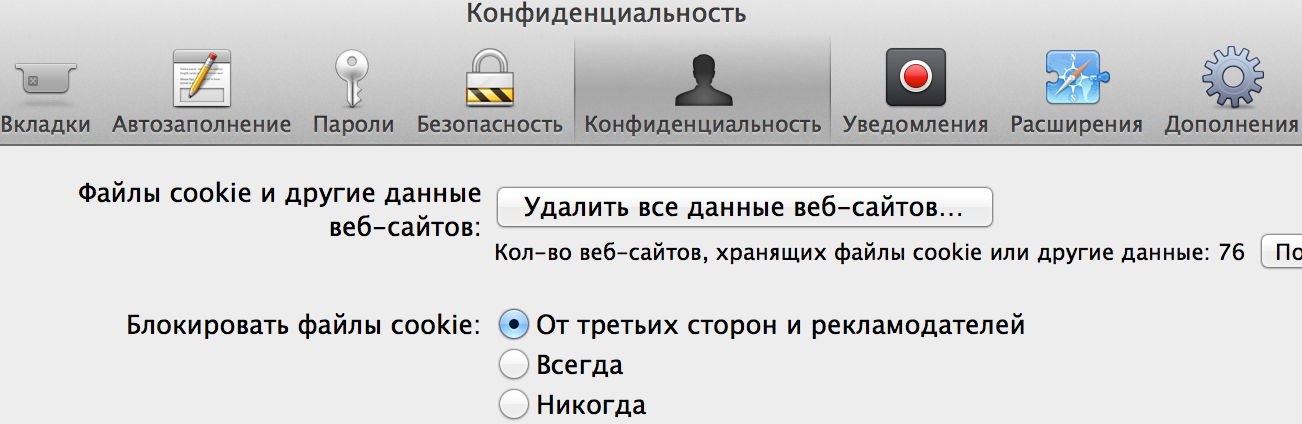 Конфиденциальность
Вкладки Автозаполнение Пароли Безопасность Конфиденциальность Уведомления Расширения Дополнения
Файлы cookie и другие данные
веб-сайтов:
Удалить все данные веб-сайтов...
Кол-во веб-сайтов, хранящих файлы cookie или другие данные: 76 По
Блокировать файлы cookie: От третьих сторон и рекламодателей
Всегда
Никогда